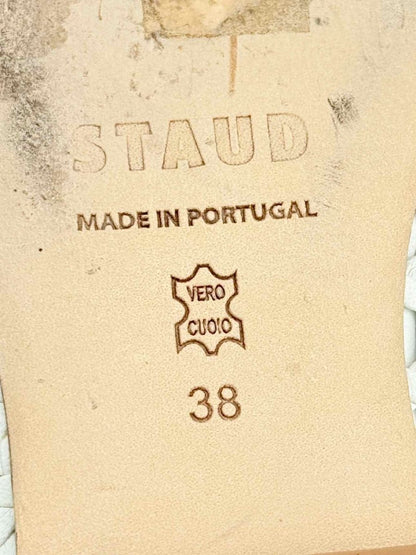 STAUD
MADE IN PORTUGAL
VERO
CUOIO
38